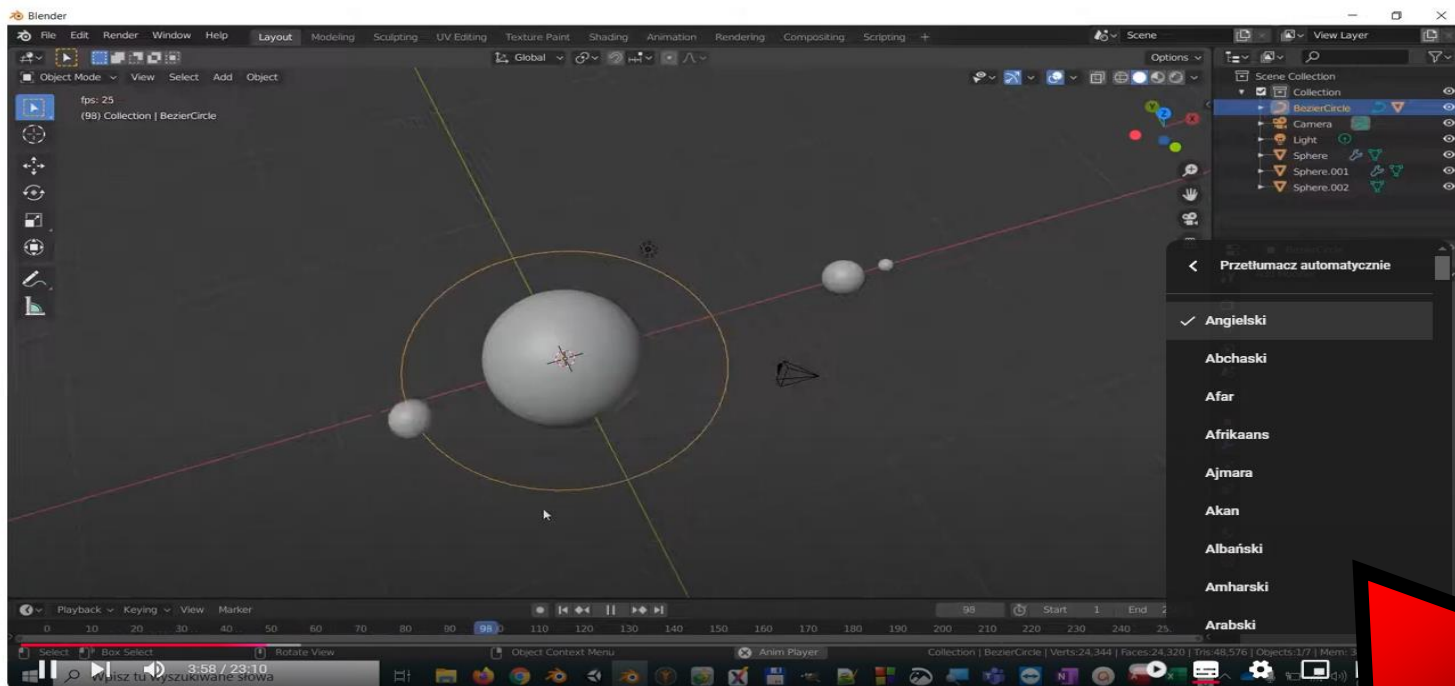 Blender
File Edit Render Window Help Layout Modeling Sculpting UV Editing Texture Paint Shading Animation Rendering Compositing Scripting + Scene View Layer
Global Options
Object Mode View Select Add Object
Scene Collection
Collection
fps: 25
(98) Collection | BezierCircle
BezierCircle
Camera
Light
Sphere
Sphere.001
Sphere.002
Przetłumacz automatycznie
Angielski
Abchaski
Afar
Afrikaans
Ajmara
Akan
Albański
Amharski
Arabski
Playback Keying View Marker 98 Start 1 End
0 10 20 30 40 50 60 70 80 90 98 110 120 130 140 150 160 170 180 190 200 210 220 230 240
Select Box Select Rotate View Object Context Menu Anim Player Collection | BezierCircle | Verts:24,344 | Faces:24,320 | Tris:48,576 | Objects:1/7 | Mem:
3:58 / 23:10
Wpisz tu wyszukiwane słowa